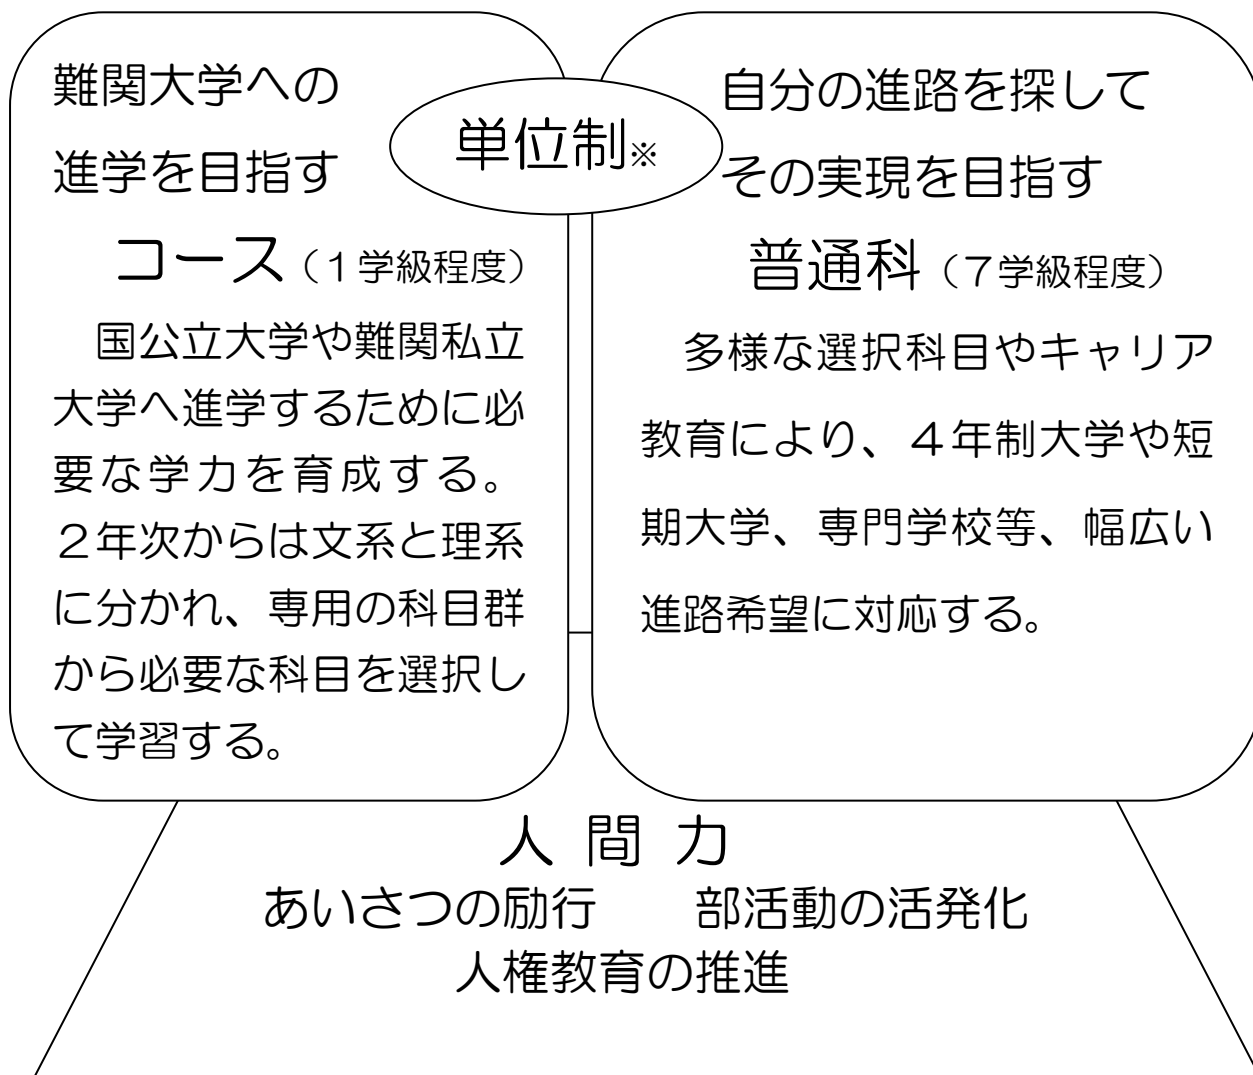 難関大学への
進学を目指す
コース（１学級程度）
国公立大学や難関私立
大学へ進学するために必
要な学力を育成する。
２年次からは文系と理系
に分かれ、専用の科目群
から必要な科目を選択し
て学習する。
単位制※
自分の進路を探して
その実現を目指す
普通科（７学級程度）
多様な選択科目やキャリア
教育により、４年制大学や短
期大学、専門学校等、幅広い
進路希望に対応する。
人 間 力
あいさつの励行　　部活動の活発化
人権教育の推進